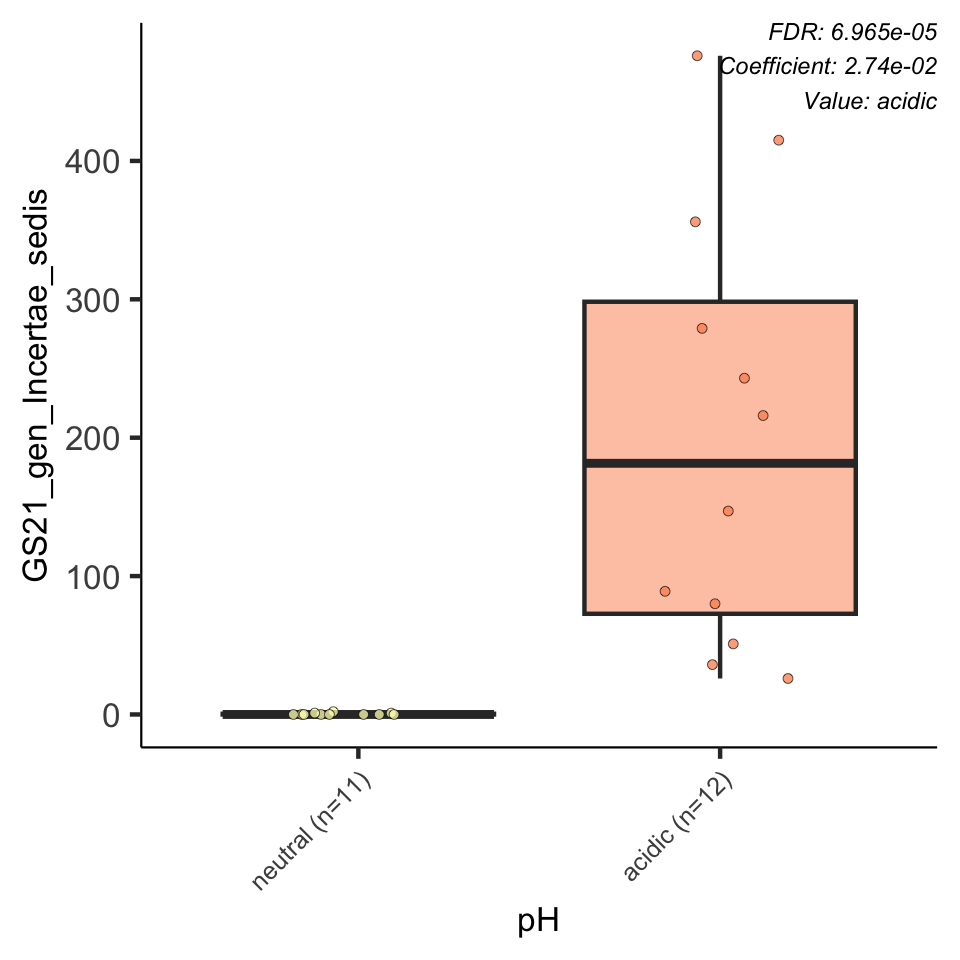 FDR: 6.965e-05
Coefficient: 2.74e-02
Value: acidic
GS21_gen_Incertae_sedis
400
300
200
100
0
neutral (n=11)
acidic (n=12)
pH